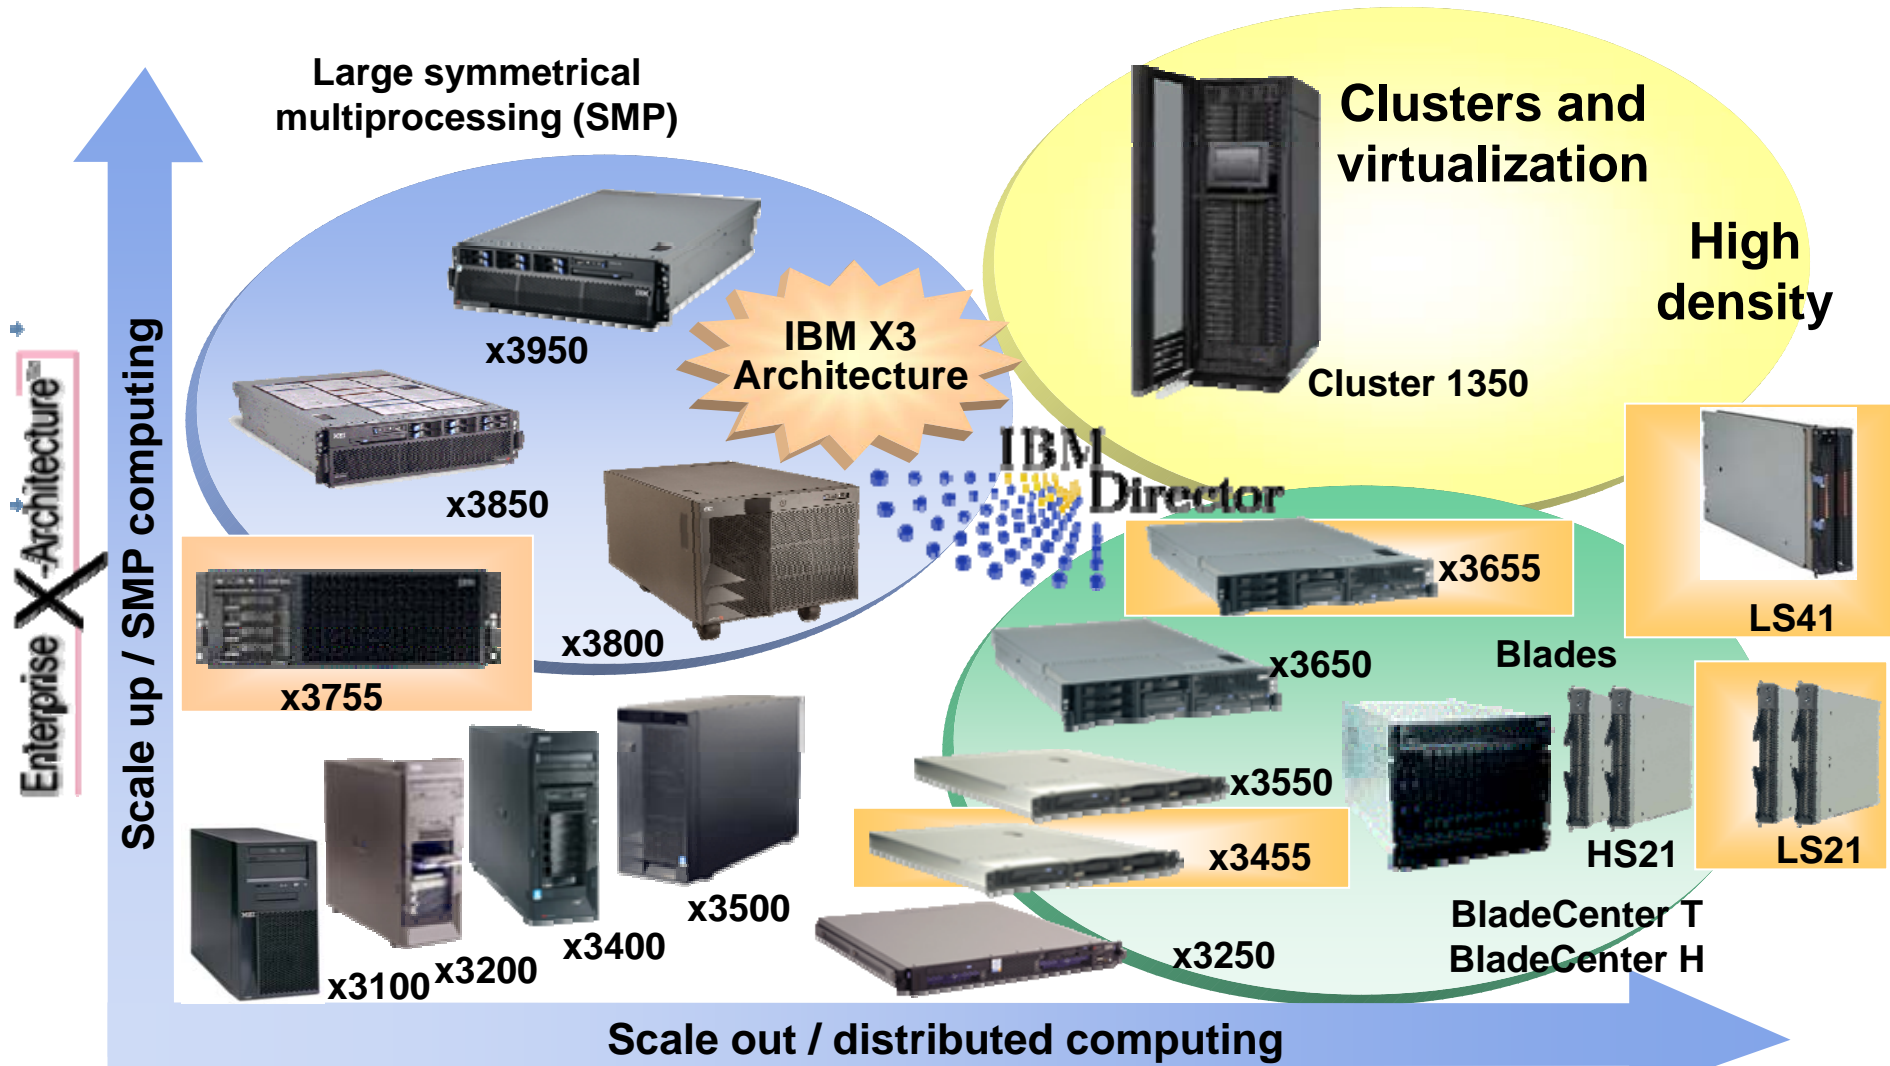 Large symmetrical
multiprocessing (SMP)
Clusters and
virtualization
High
density
x3950
IBM X3
Architecture
Cluster 1350
x3850
IBM
Director
x3655
LS41
x3800
x3650
Blades
x3755
x3550
x3455
HS21
LS21
x3500
x3400
x3200
x3100
x3250
BladeCenter T
BladeCenter H
Scale up / SMP computing
Enterprise X-Architecture™
Scale out / distributed computing